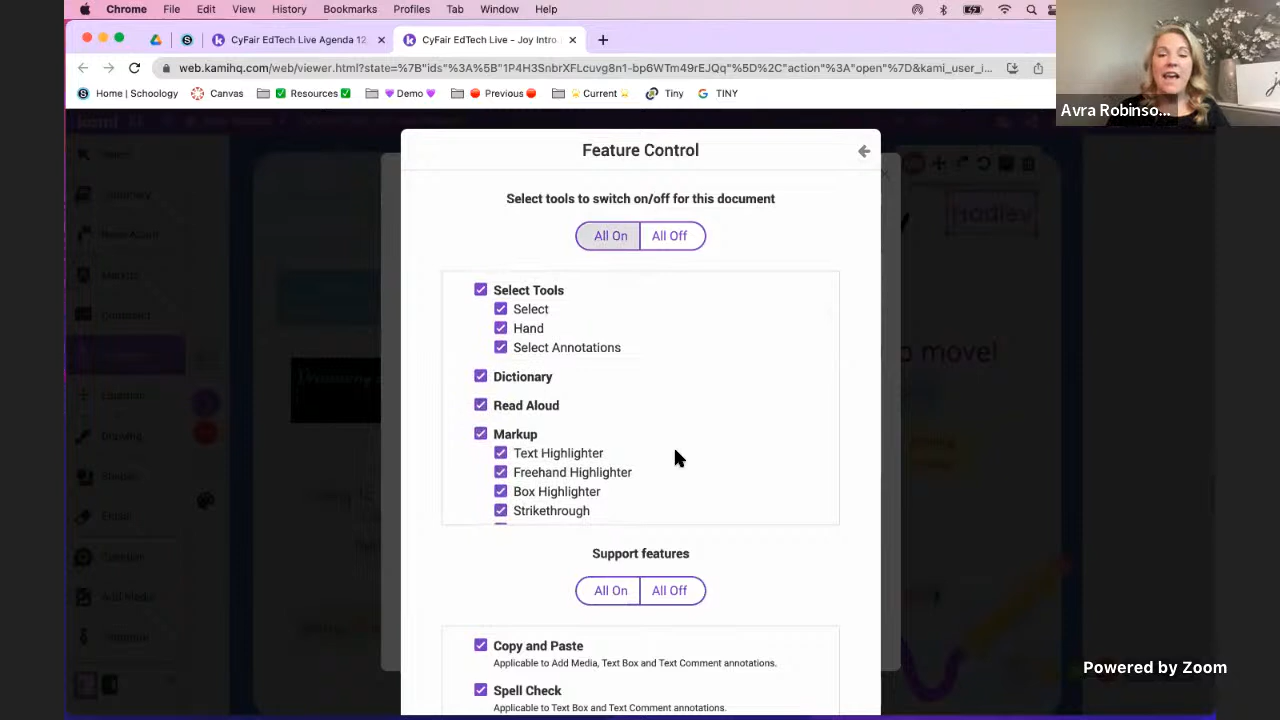 Chrome File Edit View History Bookmarks Profiles Tab Window Help
CyFair EdTech Live Agenda 12
CyFair EdTech Live - Joy Intro
web.kamihq.com/web/viewer.html?state=%7B"ids"%3A%5B"1P4H3SnbrXFLcuvg8n1-bp6WTm49rEJQq"%5D%2C"action"%3A"open"%7D&kami_user_i...
Home | Schoology Canvas Resources Demo Previous Current Tiny TINY
Avra Robinso...
Feature Control
Select tools to switch on/off for this document
All On All Off
Select Tools
Select
Hand
Select Annotations
Dictionary
Read Aloud
Markup
Text Highlighter
Freehand Highlighter
Box Highlighter
Strikethrough
Support features
All On All Off
Copy and Paste
Applicable to Add Media, Text Box and Text Comment annotations.
Spell Check
Applicable to Text Box and Text Comment annotations.
Hadley
move!
Powered by Zoom